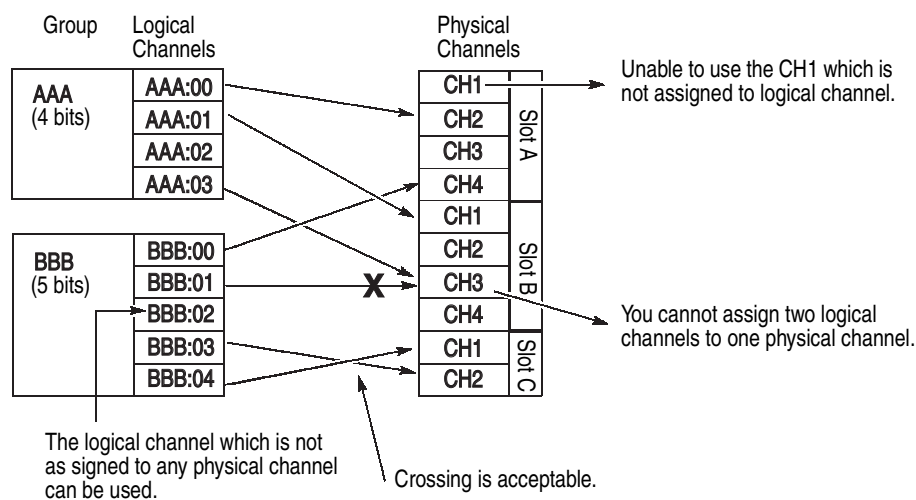 Group
Logical
Channels
Physical
Channels
AAA
(4 bits)
AAA:00
AAA:01
AAA:02
AAA:03
BBB
(5 bits)
BBB:00
BBB:01
BBB:02
BBB:03
BBB:04
X
CH1
CH2
CH3
CH4
Slot A
CH1
CH2
CH3
CH4
Slot B
CH1
CH2
Slot C
Unable to use the CH1 which is
not assigned to logical channel.
You cannot assign two logical
channels to one physical channel.
The logical channel which is not
as signed to any physical channel
can be used.
Crossing is acceptable.